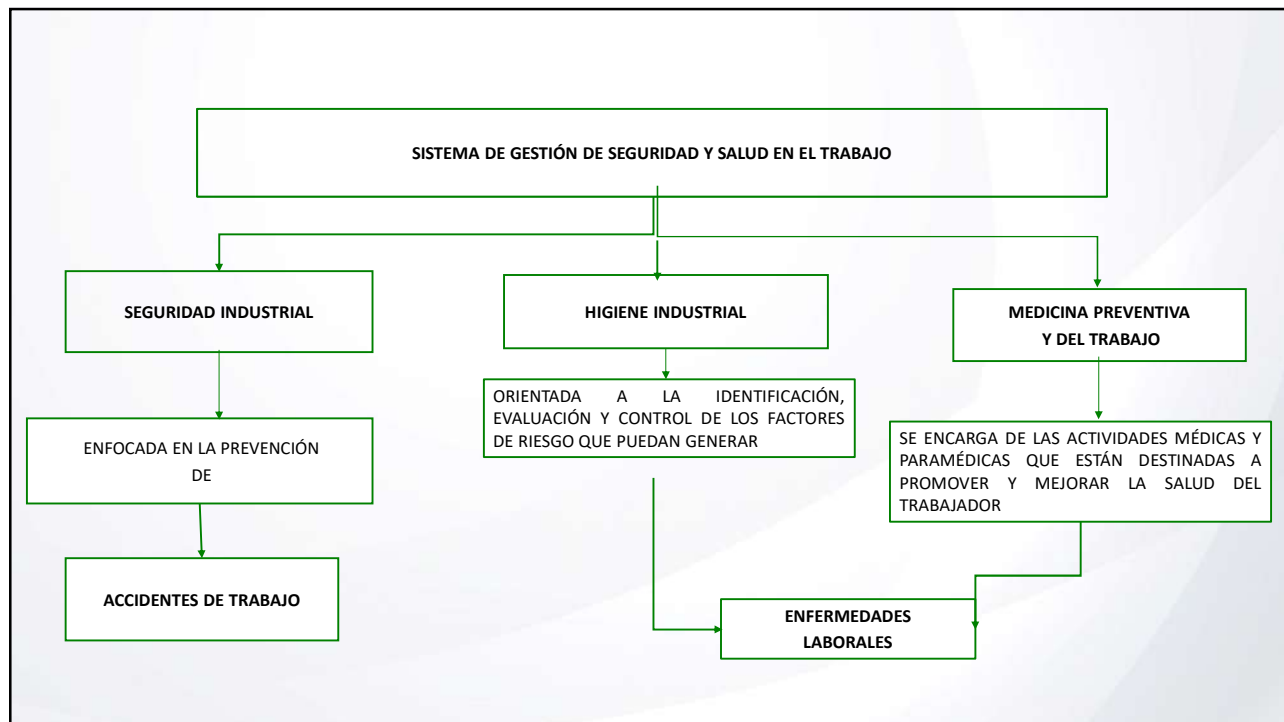 SISTEMA DE GESTIÓN DE SEGURIDAD Y SALUD EN EL TRABAJO
SEGURIDAD INDUSTRIAL
HIGIENE INDUSTRIAL
MEDICINA PREVENTIVA
Y DEL TRABAJO
ENFOCADA EN LA PREVENCIÓN
DE
ORIENTADA A LA IDENTIFICACIÓN,
EVALUACIÓN Y CONTROL DE LOS FACTORES
DE RIESGO QUE PUEDAN GENERAR
SE ENCARGA DE LAS ACTIVIDADES MÉDICAS Y
PARAMÉDICAS QUE ESTÁN DESTINADAS A
PROMOVER Y MEJORAR LA SALUD DEL
TRABAJADOR
ACCIDENTES DE TRABAJO
ENFERMEDADES
LABORALES